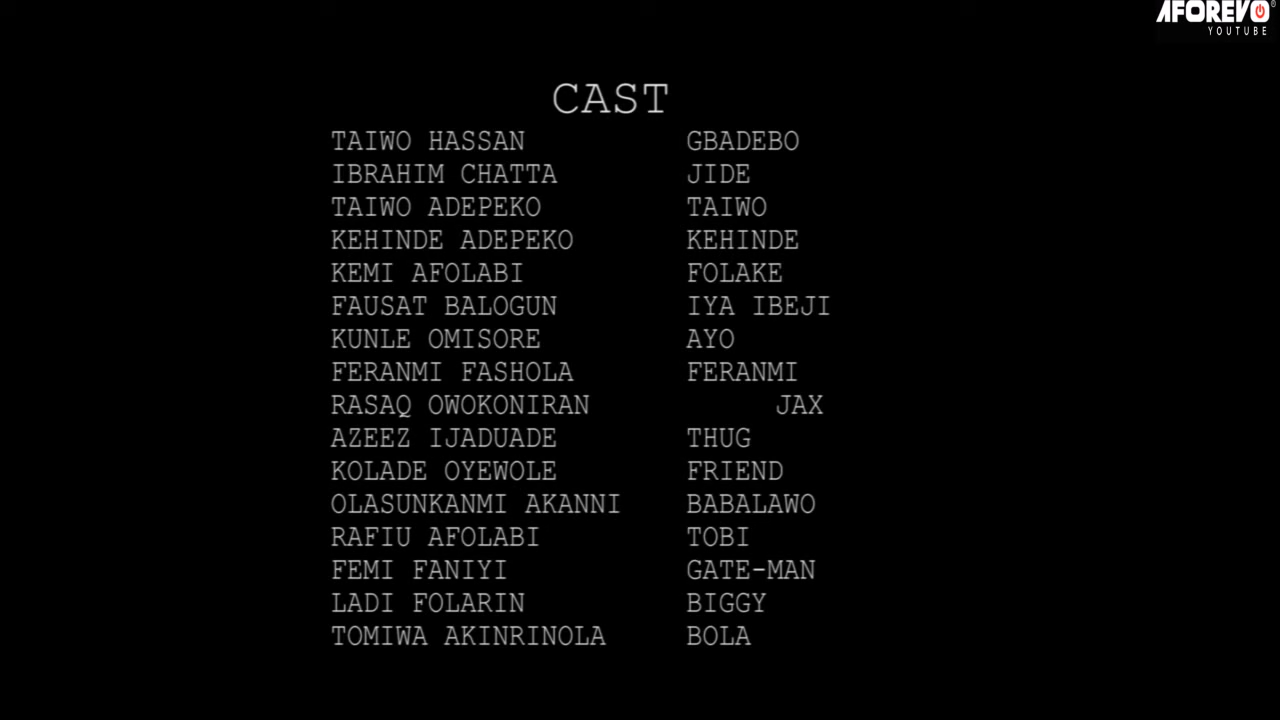 AFOREVO
YOUTUBE
CAST
TAIWO HASSAN GBADEBO
IBRAHIM CHATTA JIDE
TAIWO ADEPEKO TAIWO
KEHINDE ADEPEKO KEHINDE
KEMI AFOLABI FOLAKE
FAUSAT BALOGUN IYA IBEJI
KUNLE OMISORE AYO
FERANMI FASHOLA FERANMI
RASAQ OWOKONIRAN JAX
AZEEZ IJADUADE THUG
KOLADE OYEWOLE FRIEND
OLASUNKANMI AKANNI BABALAWO
RAFIU AFOLABI TOBI
FEMI FANIYI GATE-MAN
LADI FOLARIN BIGGY
TOMIWA AKINRINOLA BOLA